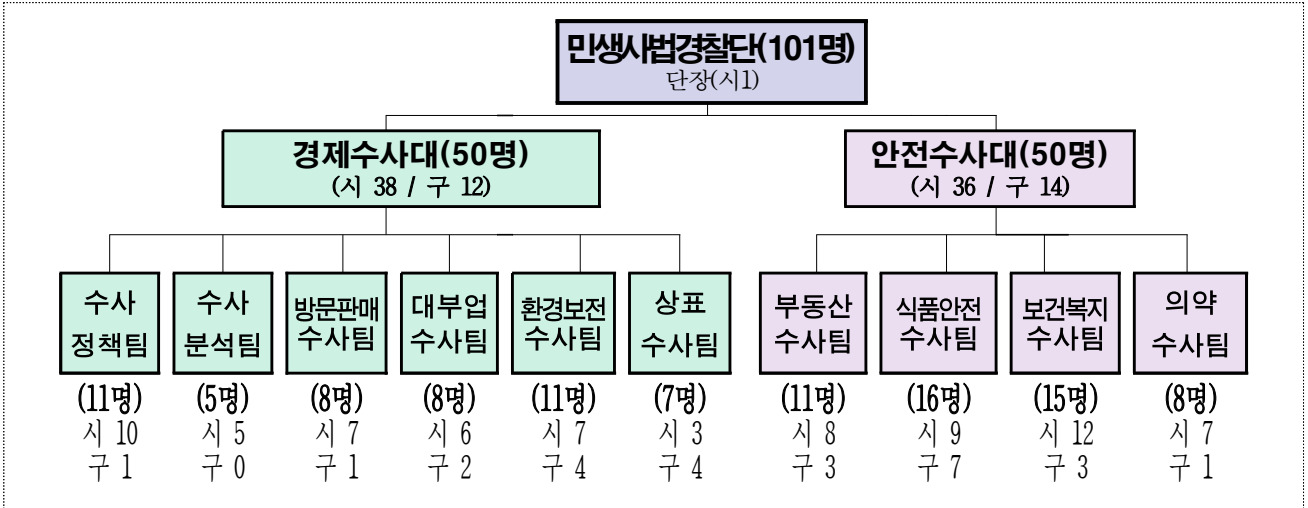 민생사법경찰단(101명)
단장(시1)
경제수사대(50명)
(시 38 / 구 12)
안전수사대(50명)
(시 36 / 구 14)
수사
정책팀
(11명)
시 10
구 1
수사
분석팀
(5명)
시 5
구 0
방문판매
수사팀
(8명)
시 7
구 1
대부업
수사팀
(8명)
시 6
구 2
환경보전
수사팀
(11명)
시 7
구 4
상표
수사팀
(7명)
시 3
구 4
부동산
수사팀
(11명)
시 8
구 3
식품안전
수사팀
(16명)
시 9
구 7
보건복지
수사팀
(15명)
시 12
구 3
의약
수사팀
(8명)
시 7
구 1